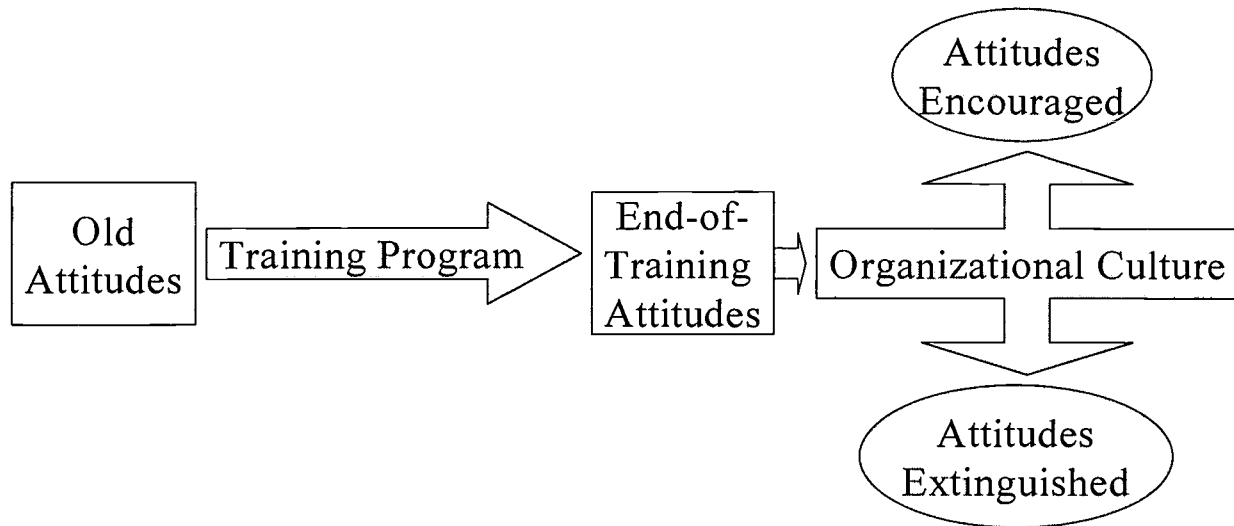 Old
Attitudes
Training Program
End-of-
Training
Attitudes
Organizational Culture
Attitudes
Encouraged
Attitudes
Extinguished